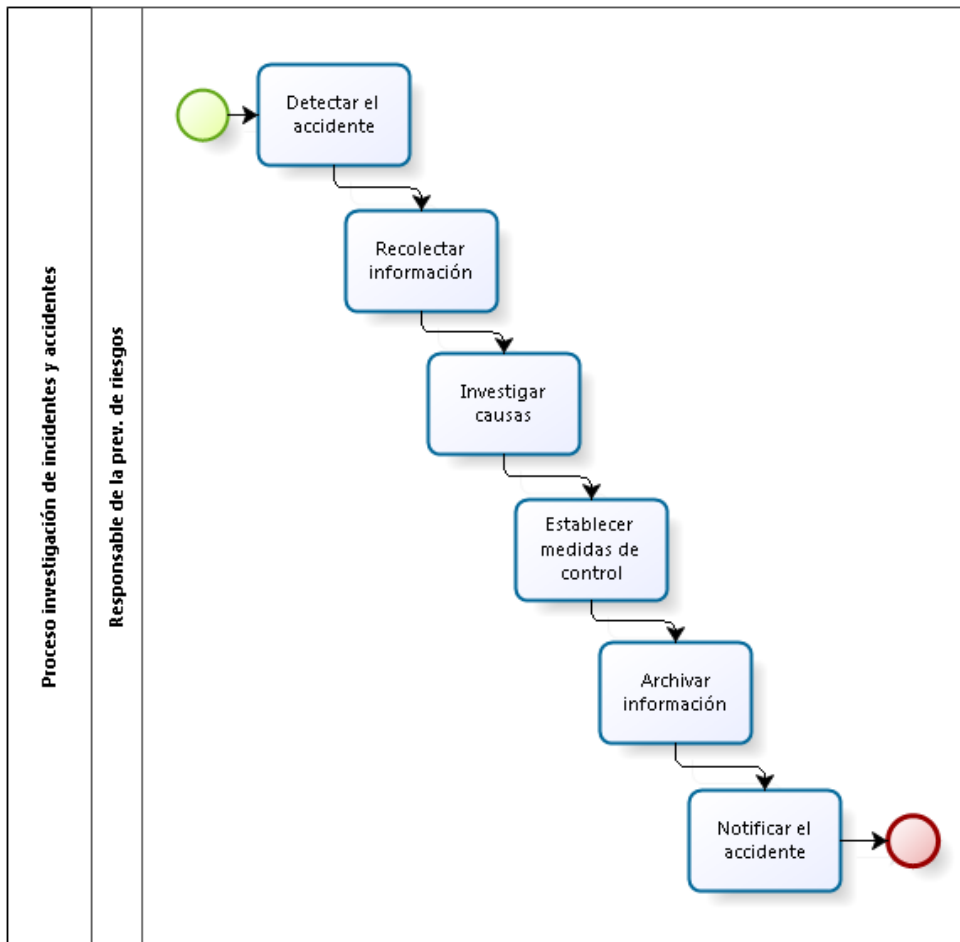 Proceso investigación de incidentes y accidentes
Responsable de la prev. de riesgos
Detectar el
accidente
Recolectar
información
Investigar
causas
Establecer
medidas de
control
Archivar
información
Notificar el
accidente